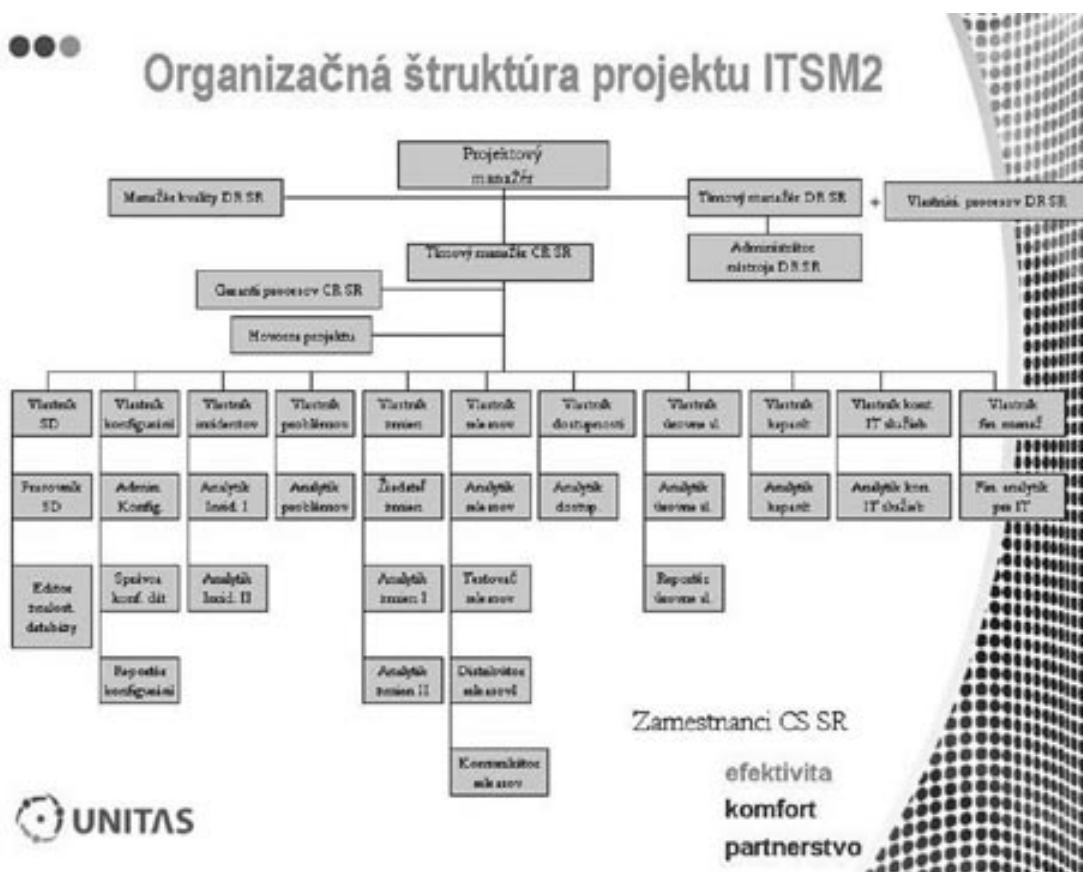 Organizačná štruktúra projektu ITSM2
Projektový
manažér
Manažér kvality DR SR
Tímový manažér DR SR
+
Vlastníci procesov DR SR
Tímový manažér CR SR
Administrátor
nástroja DR SR
Garanti procesov CR SR
projektu
Vlastník
SD
Vlastník
konfigurácií
Vlastník
incidentov
Vlastník
problémov
Vlastník
zmien
Vlastník
releasov
Vlastník
dostupnosti
Vlastník
úrovne sl.
Vlastník
kapacít
Vlastník kont.
IT služieb
Vlastník
fin. manaž.
Pracovník
SD
Admin.
Konfig.
Analytik
Incid. I
Analytik
problémov
Žiadateľ
zmien
Analytik
releasov
Analytik
dostup.
Analytik
úrovne sl.
Analytik
kapacít
Analytik kon.
IT služieb
Fin. analytik
pre IT
Editor
znalost.
databázy
Správca
konf. dát
Analytik
Incid. II
Analytik
zmien I
Testovač
releasov
Reportér
úrovne sl.
Reportér
konfigurácií
Analytik
zmien II
Distribútor
releasov
Komunikátor
releasov
Zamestnanci CS SR
efektivita
komfort
partnerstvo
UNITAS